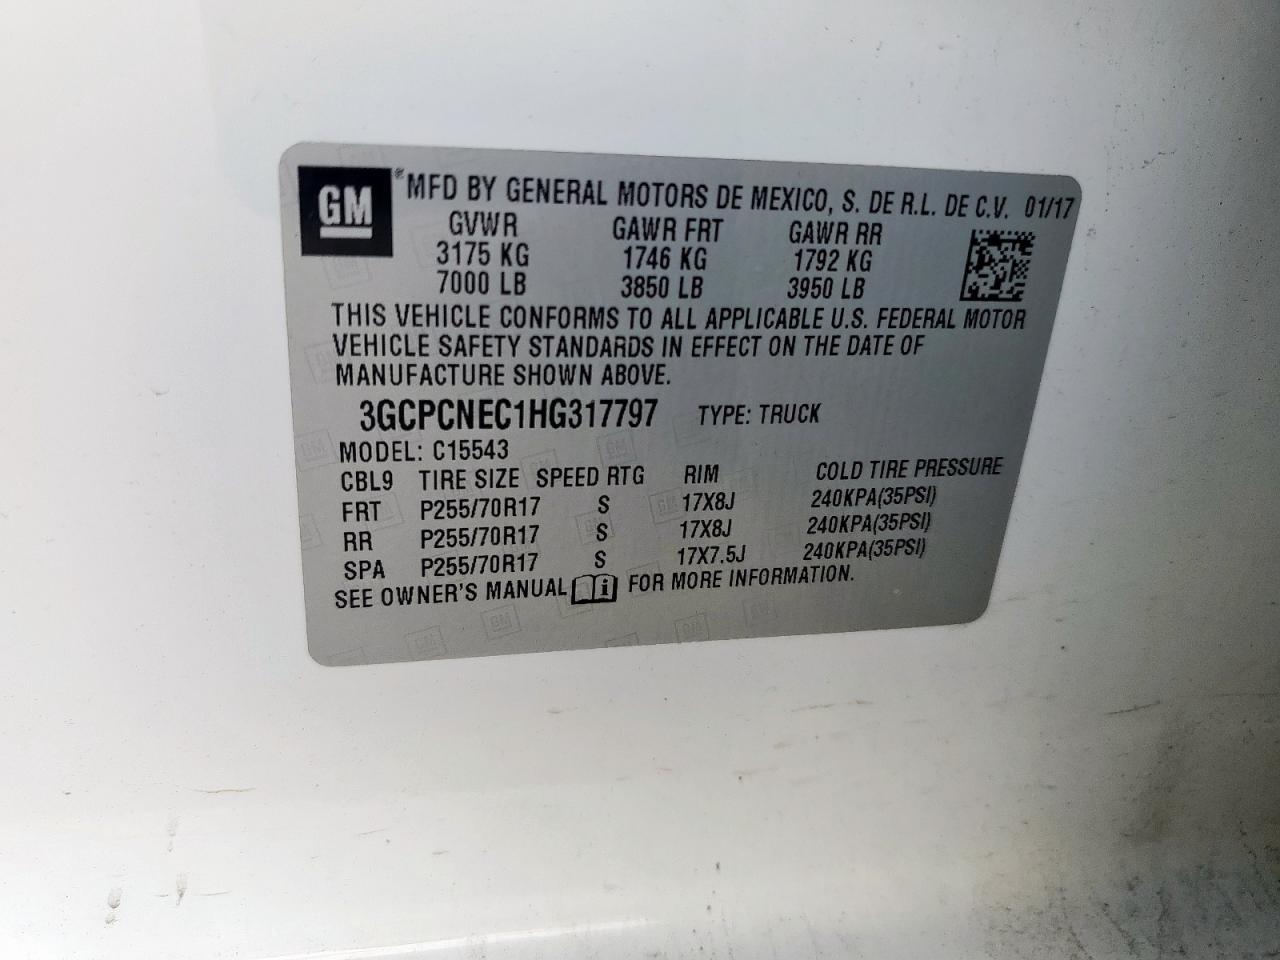 GM ® MFD BY GENERAL MOTORS DE MEXICO, S. DE R.L. DE C.V. 01/17
GVWR GAWR FRT GAWR RR
3175 KG 1746 KG 1792 KG
7000 LB 3850 LB 3950 LB
THIS VEHICLE CONFORMS TO ALL APPLICABLE U.S. FEDERAL MOTOR
VEHICLE SAFETY STANDARDS IN EFFECT ON THE DATE OF
MANUFACTURE SHOWN ABOVE.
3GCPCNEC1HG317797 TYPE: TRUCK
MODEL: C15543
CBL9 TIRE SIZE SPEED RTG RIM COLD TIRE PRESSURE
FRT P255/70R17 S 17X8J 240KPA(35PSI)
RR P255/70R17 S 17X8J 240KPA(35PSI)
SPA P255/70R17 S 17X7.5J 240KPA(35PSI)
SEE OWNER'S MANUAL i FOR MORE INFORMATION.